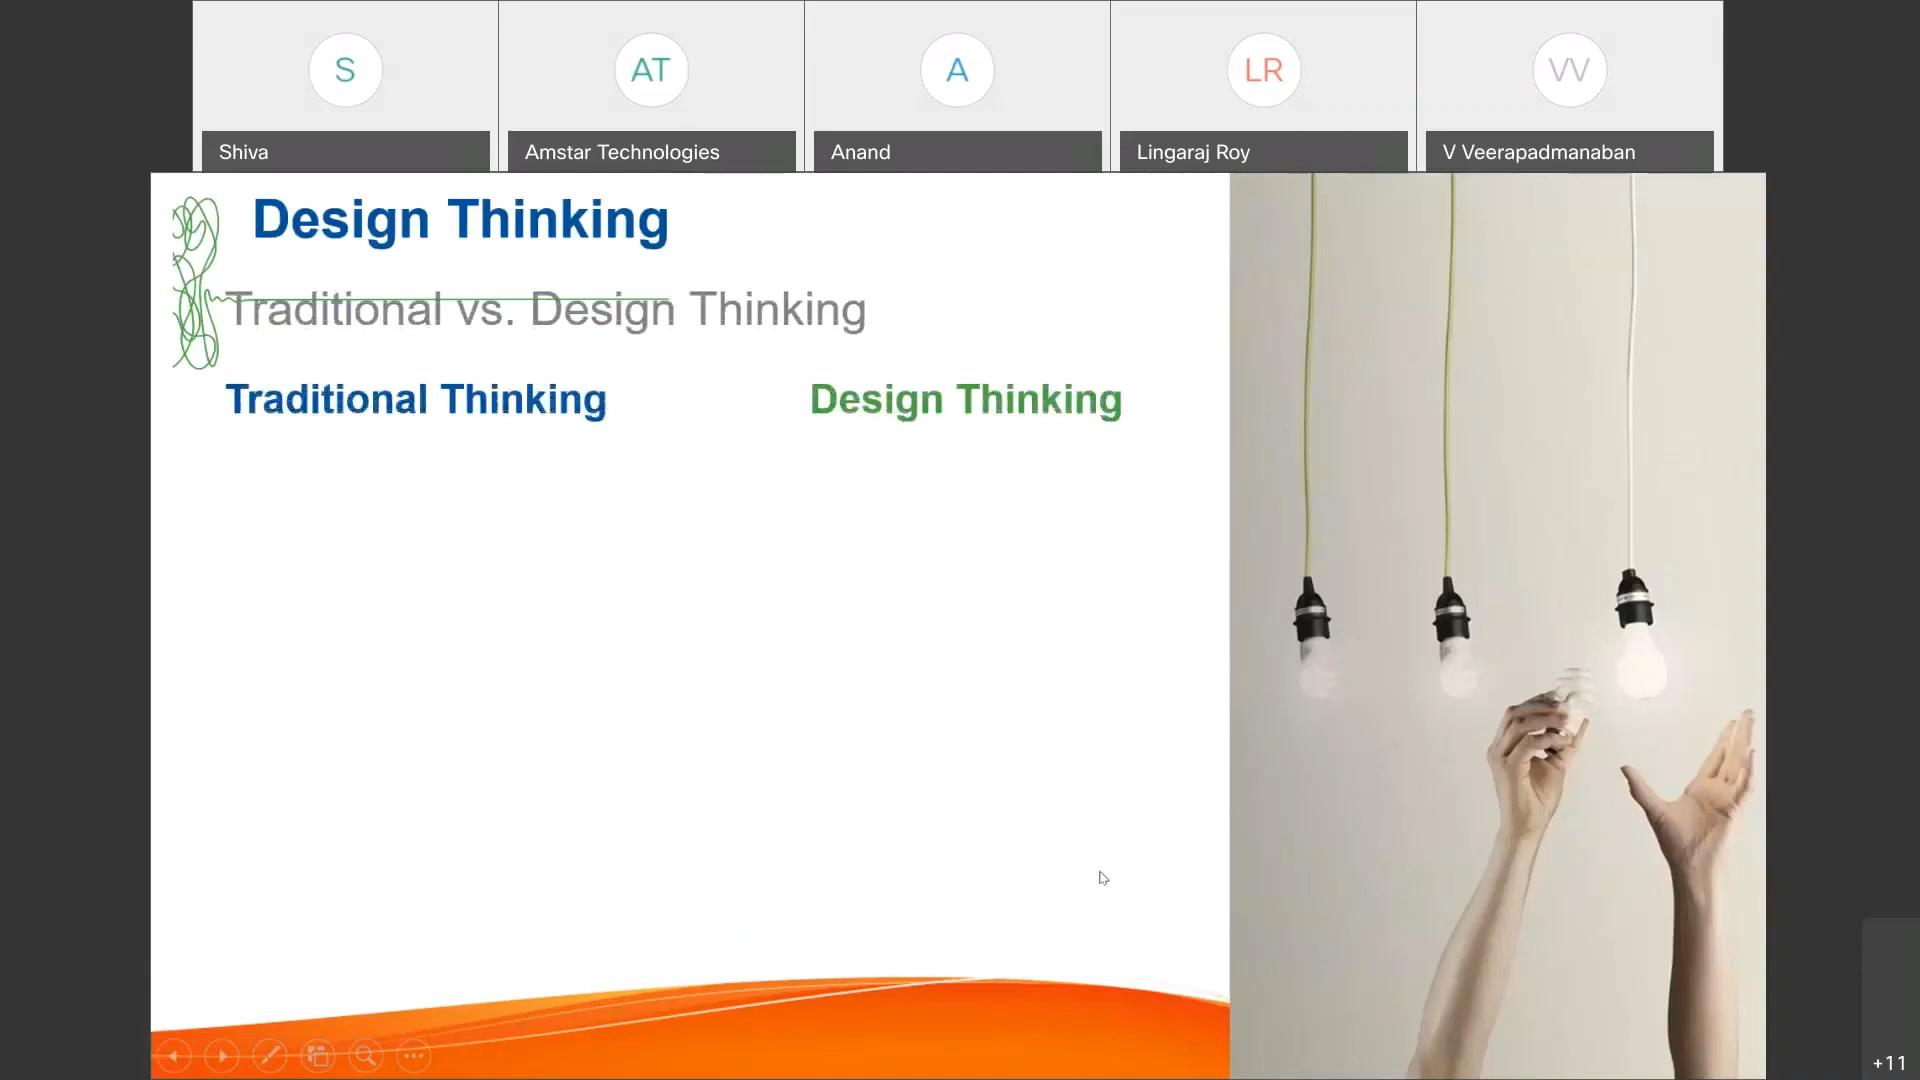 S
AT
A
LR
VV
Shiva
Amstar Technologies
Anand
Lingaraj Roy
V Veerapadmanaban
Design Thinking
Traditional vs. Design Thinking
Traditional Thinking
Design Thinking
+11